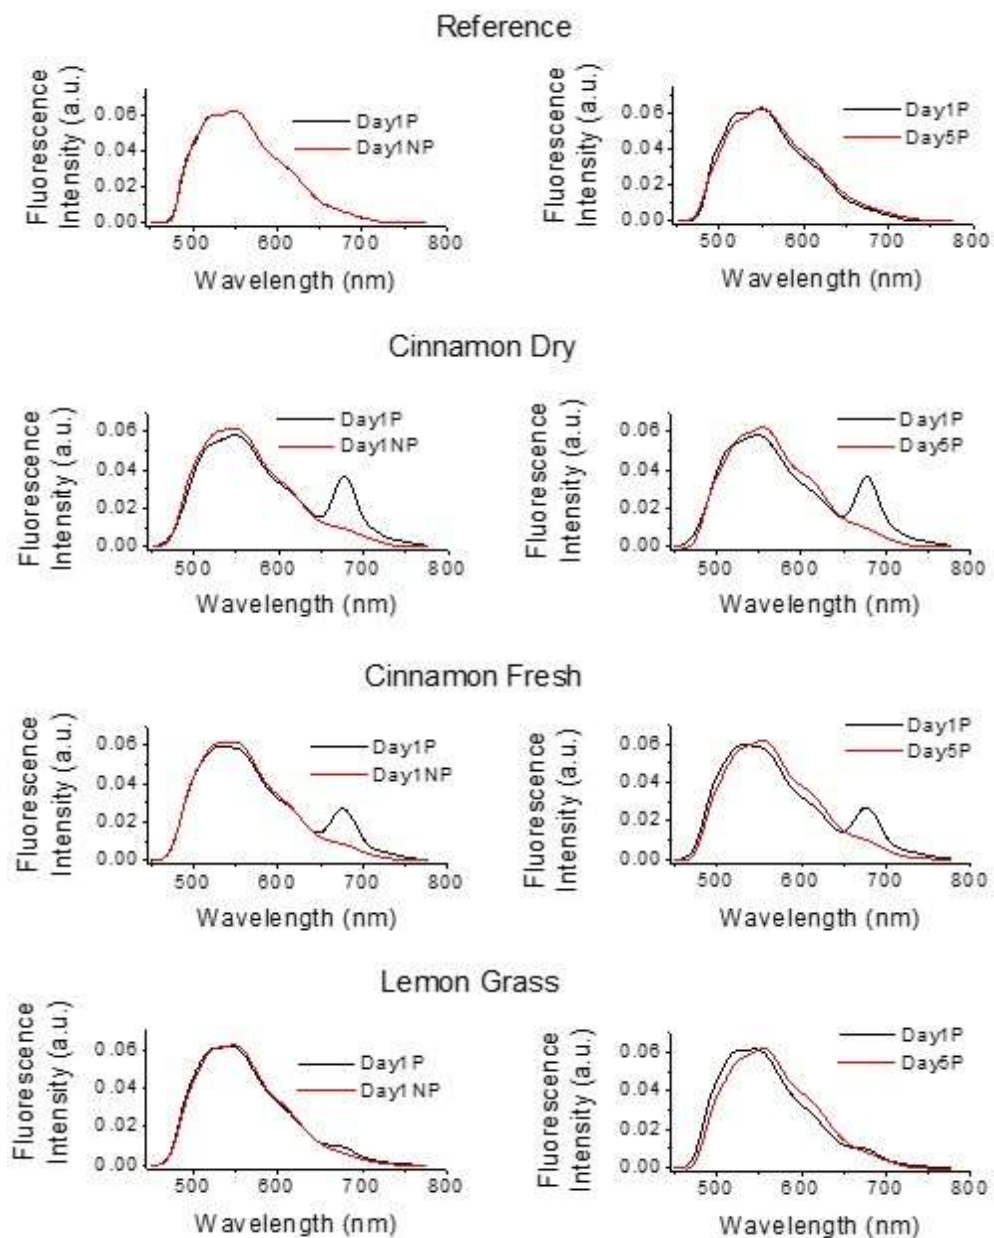 Reference
Fluorescence
Intensity (a.u.)
0.06
0.04
0.02
0.00
500 600 700 800
Wavelength (nm)
Day1P
Day1NP
Fluorescence
Intensity (a.u.)
0.06
0.04
0.02
0.00
500 600 700 800
Wavelength (nm)
Day1P
Day5P
Cinnamon Dry
Fluorescence
Intensity (a.u.)
0.06
0.04
0.02
0.00
500 600 700 800
Wavelength (nm)
Day1P
Day1NP
Fluorescence
Intensity (a.u.)
0.06
0.04
0.02
0.00
500 600 700 800
Wavelength (nm)
Day1P
Day5P
Cinnamon Fresh
Fluorescence
Intensity (a.u.)
0.06
0.04
0.02
0.00
500 600 700 800
Wavelength (nm)
Day1P
Day1NP
Fluorescence
Intensity (a.u.)
0.06
0.04
0.02
0.00
500 600 700 800
Wavelength (nm)
Day1P
Day5P
Lemon Grass
Fluorescence
Intensity (a.u.)
0.06
0.04
0.02
0.00
500 600 700 800
Wavelength (nm)
Day1P
Day1NP
Fluorescence
Intensity (a.u.)
0.06
0.04
0.02
0.00
500 600 700 800
Wavelength (nm)
Day1P
Day5P